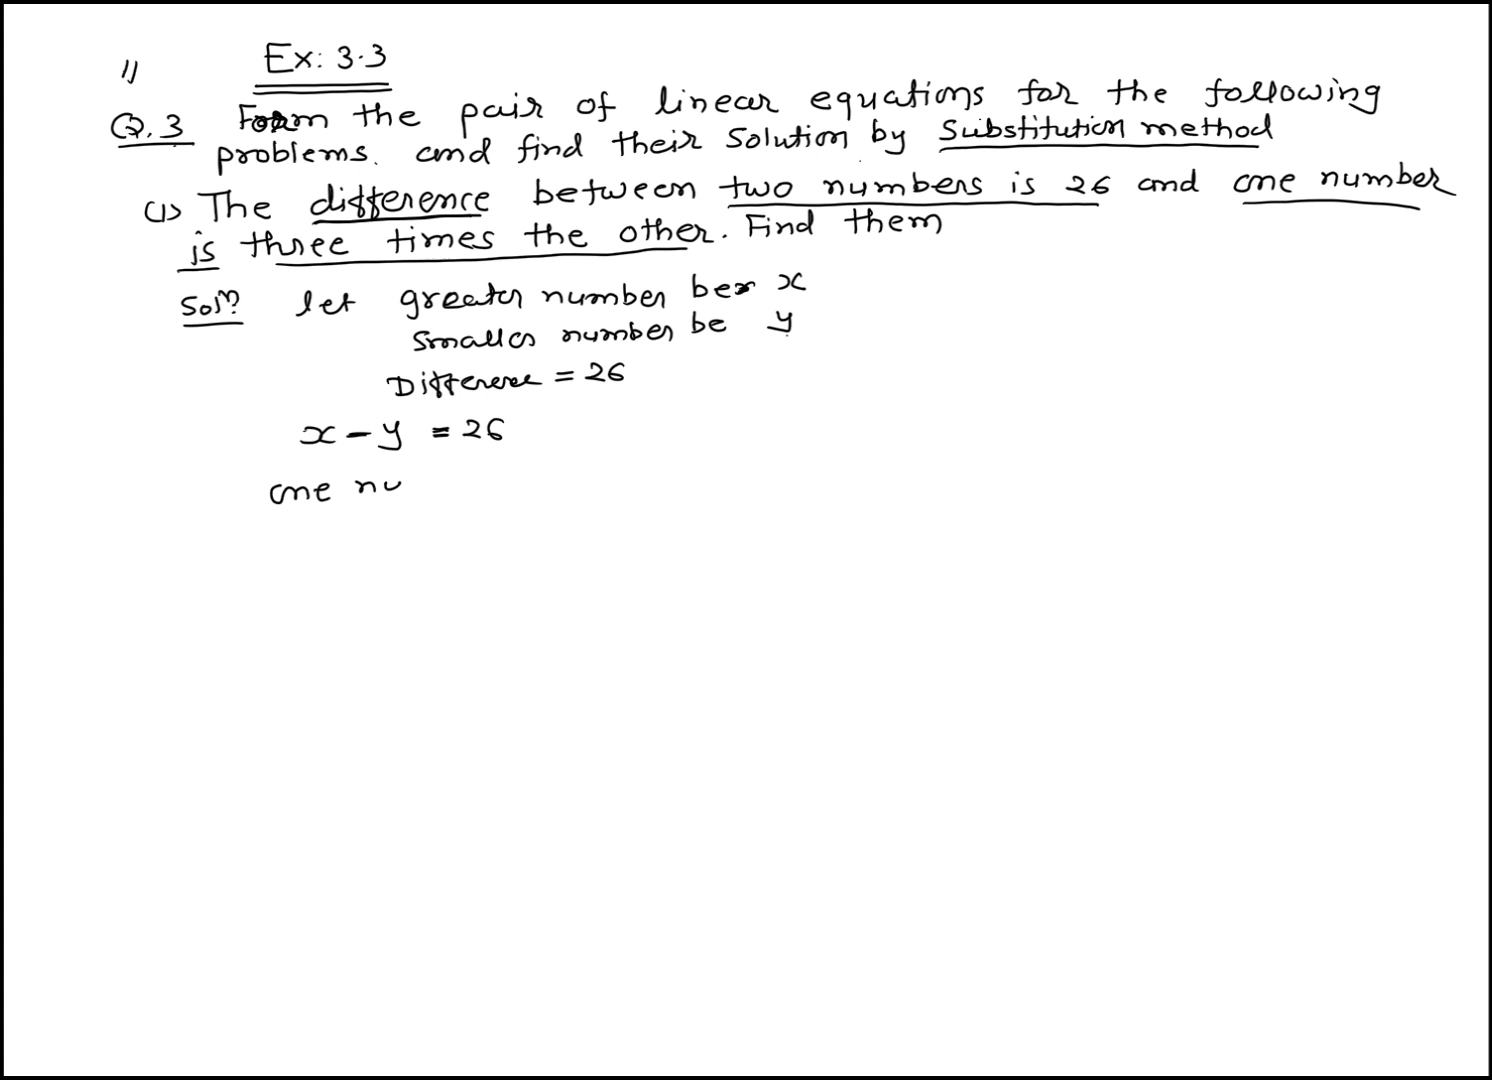 1)
Ex: 3.3
Q.3 Form the pair of linear equations for the following
problems. and find their solution by substitution method
(1) The difference between two numbers is 26 and one number
is three times the other. Find them
Solⁿ let greater number be x
Smaller number be y
Difference = 26
x - y = 26
one nu